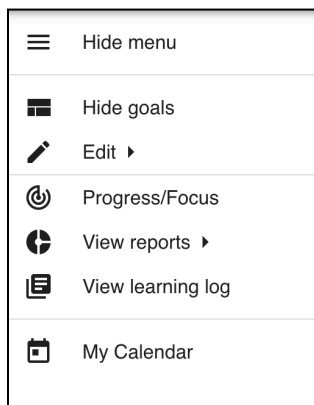 Hide menu
Hide goals
Edit
Progress/Focus
View reports
View learning log
My Calendar